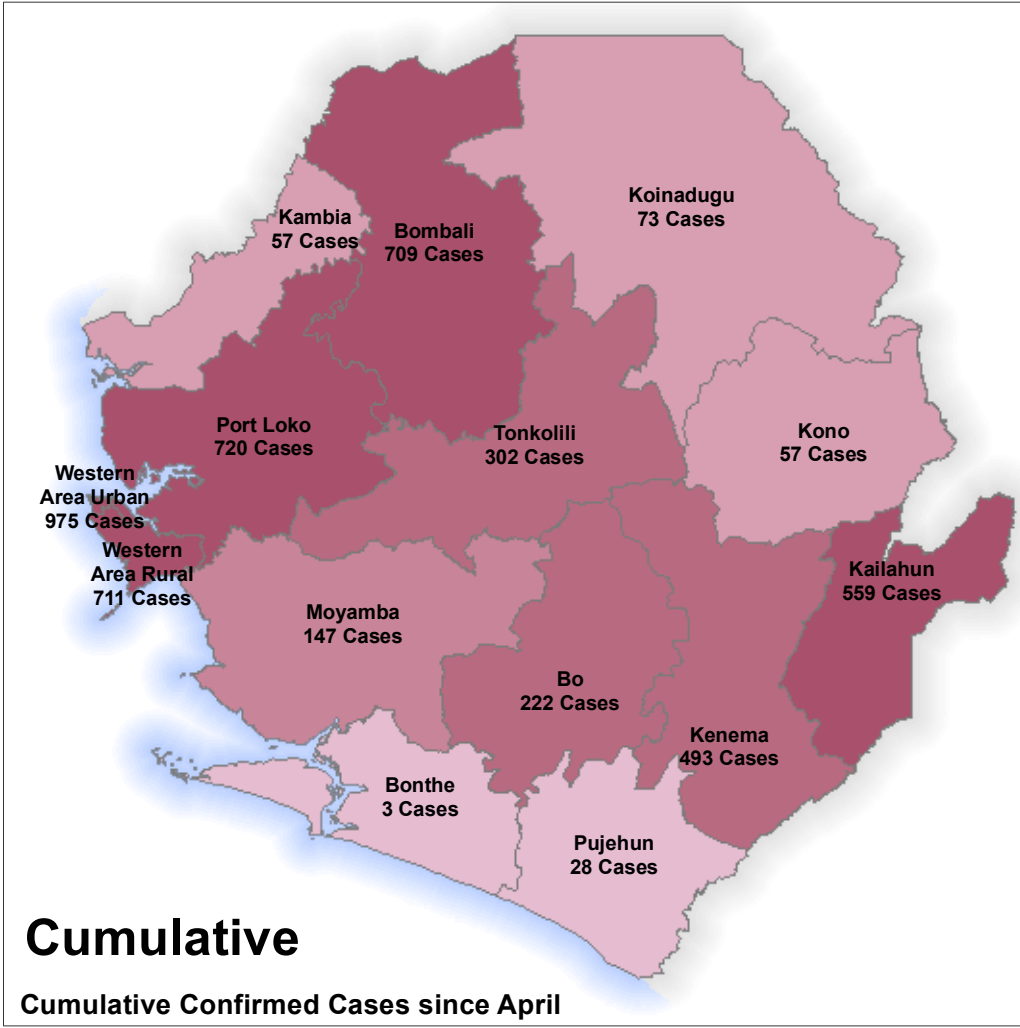 Koinadugu
73 Cases
Kambia
57 Cases
Bombali
709 Cases
Port Loko
720 Cases
Tonkolili
302 Cases
Kono
57 Cases
Western
Area Urban
975 Cases
Western
Area Rural
711 Cases
Kailahun
559 Cases
Moyamba
147 Cases
Bo
222 Cases
Kenema
493 Cases
Bonthe
3 Cases
Pujehun
28 Cases
Cumulative
Cumulative Confirmed Cases since April